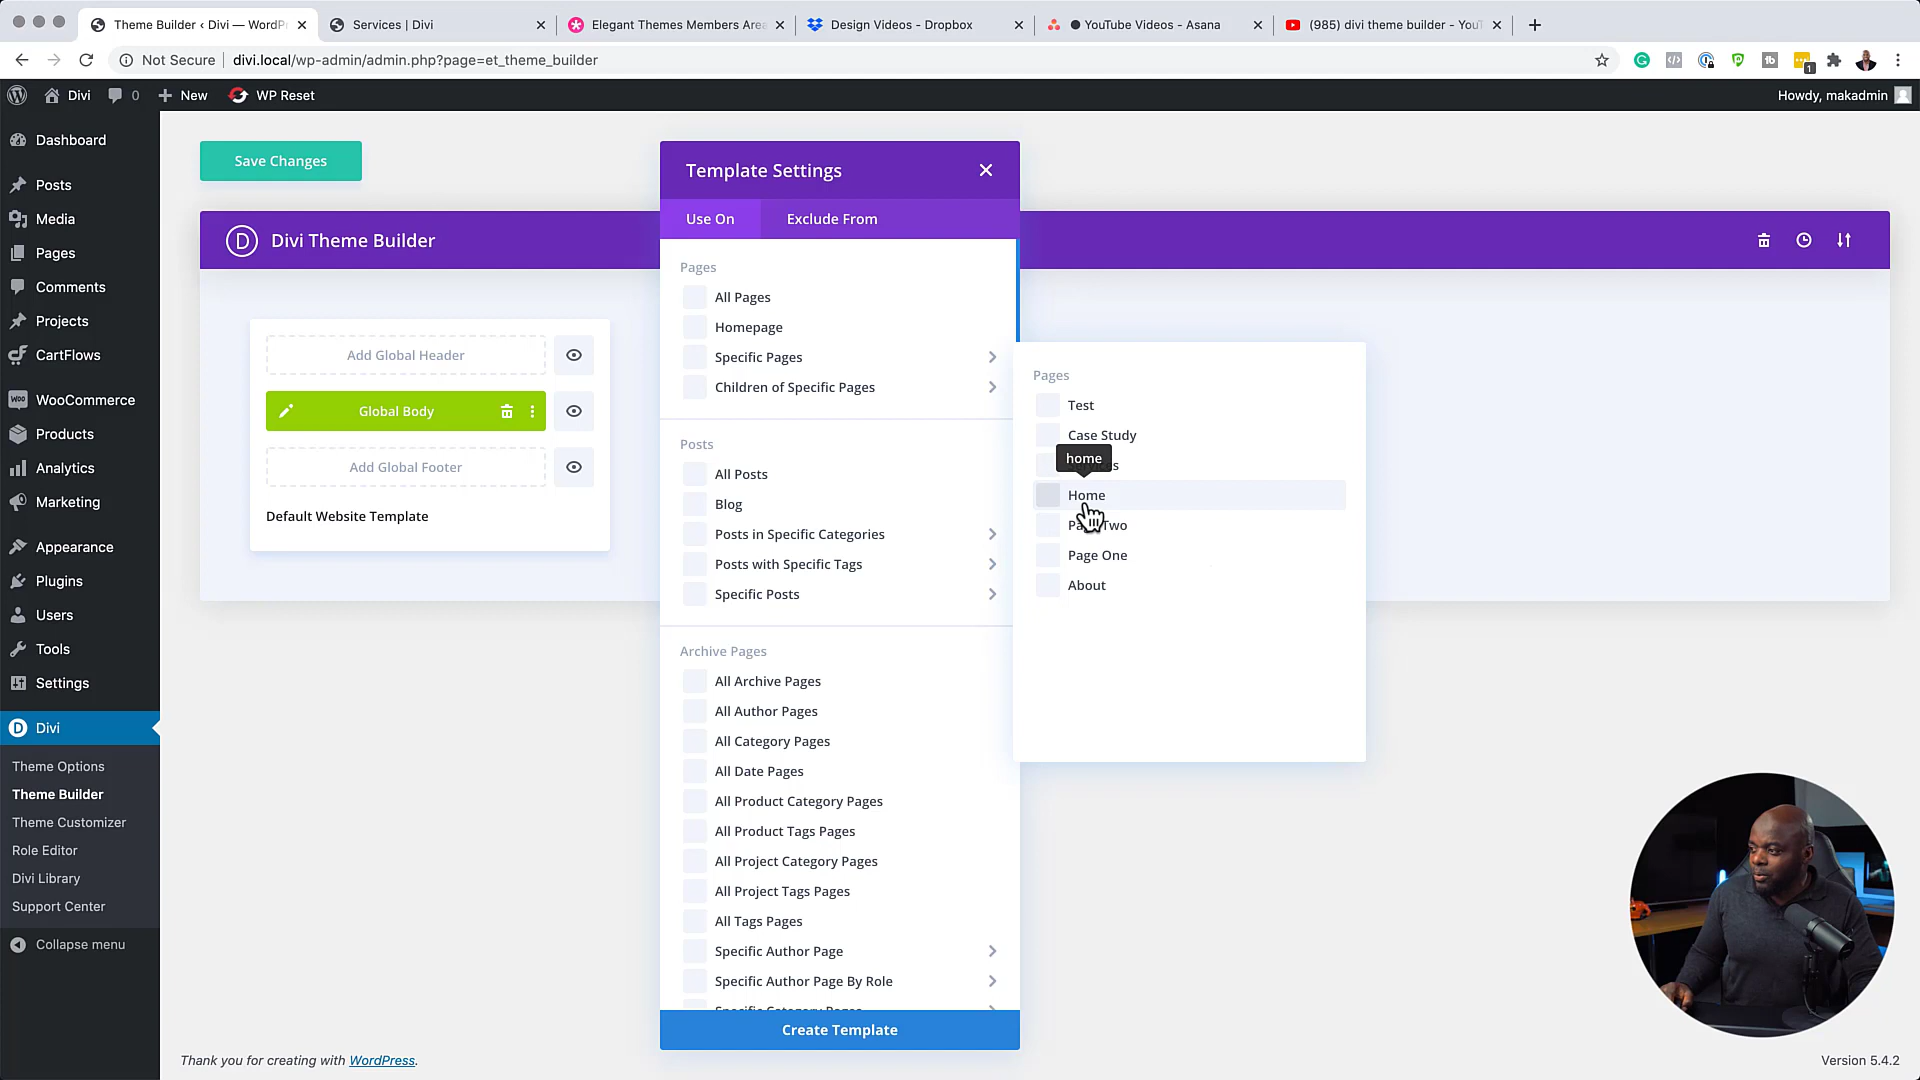 Theme Builder ‹ Divi — WordP
Services | Divi
Elegant Themes Members Area
Design Videos - Dropbox
YouTube Videos - Asana
(985) divi theme builder - YouT
Not Secure
divi.local/wp-admin/admin.php?page=et_theme_builder
1
Divi
0
New
WP Reset
Howdy, makadmin
Dashboard
Posts
Media
Pages
Comments
Projects
CartFlows
WooCommerce
Products
Analytics
Marketing
Appearance
Plugins
Users
Tools
Settings
Divi
Theme Options
Theme Builder
Theme Customizer
Role Editor
Divi Library
Support Center
Collapse menu
Save Changes
Divi Theme Builder
Add Global Header
Global Body
Add Global Footer
Default Website Template
Template Settings
Use On
Exclude From
Pages
All Pages
Homepage
Specific Pages
Children of Specific Pages
Posts
All Posts
Blog
Posts in Specific Categories
Posts with Specific Tags
Specific Posts
Archive Pages
All Archive Pages
All Author Pages
All Category Pages
All Date Pages
All Product Category Pages
All Product Tags Pages
All Project Category Pages
All Project Tags Pages
All Tags Pages
Specific Author Page
Specific Author Page By Role
Specific Category Pages
Create Template
Pages
Test
Case Study
home
Home
Page Two
Page One
About
Thank you for creating with WordPress.
Version 5.4.2